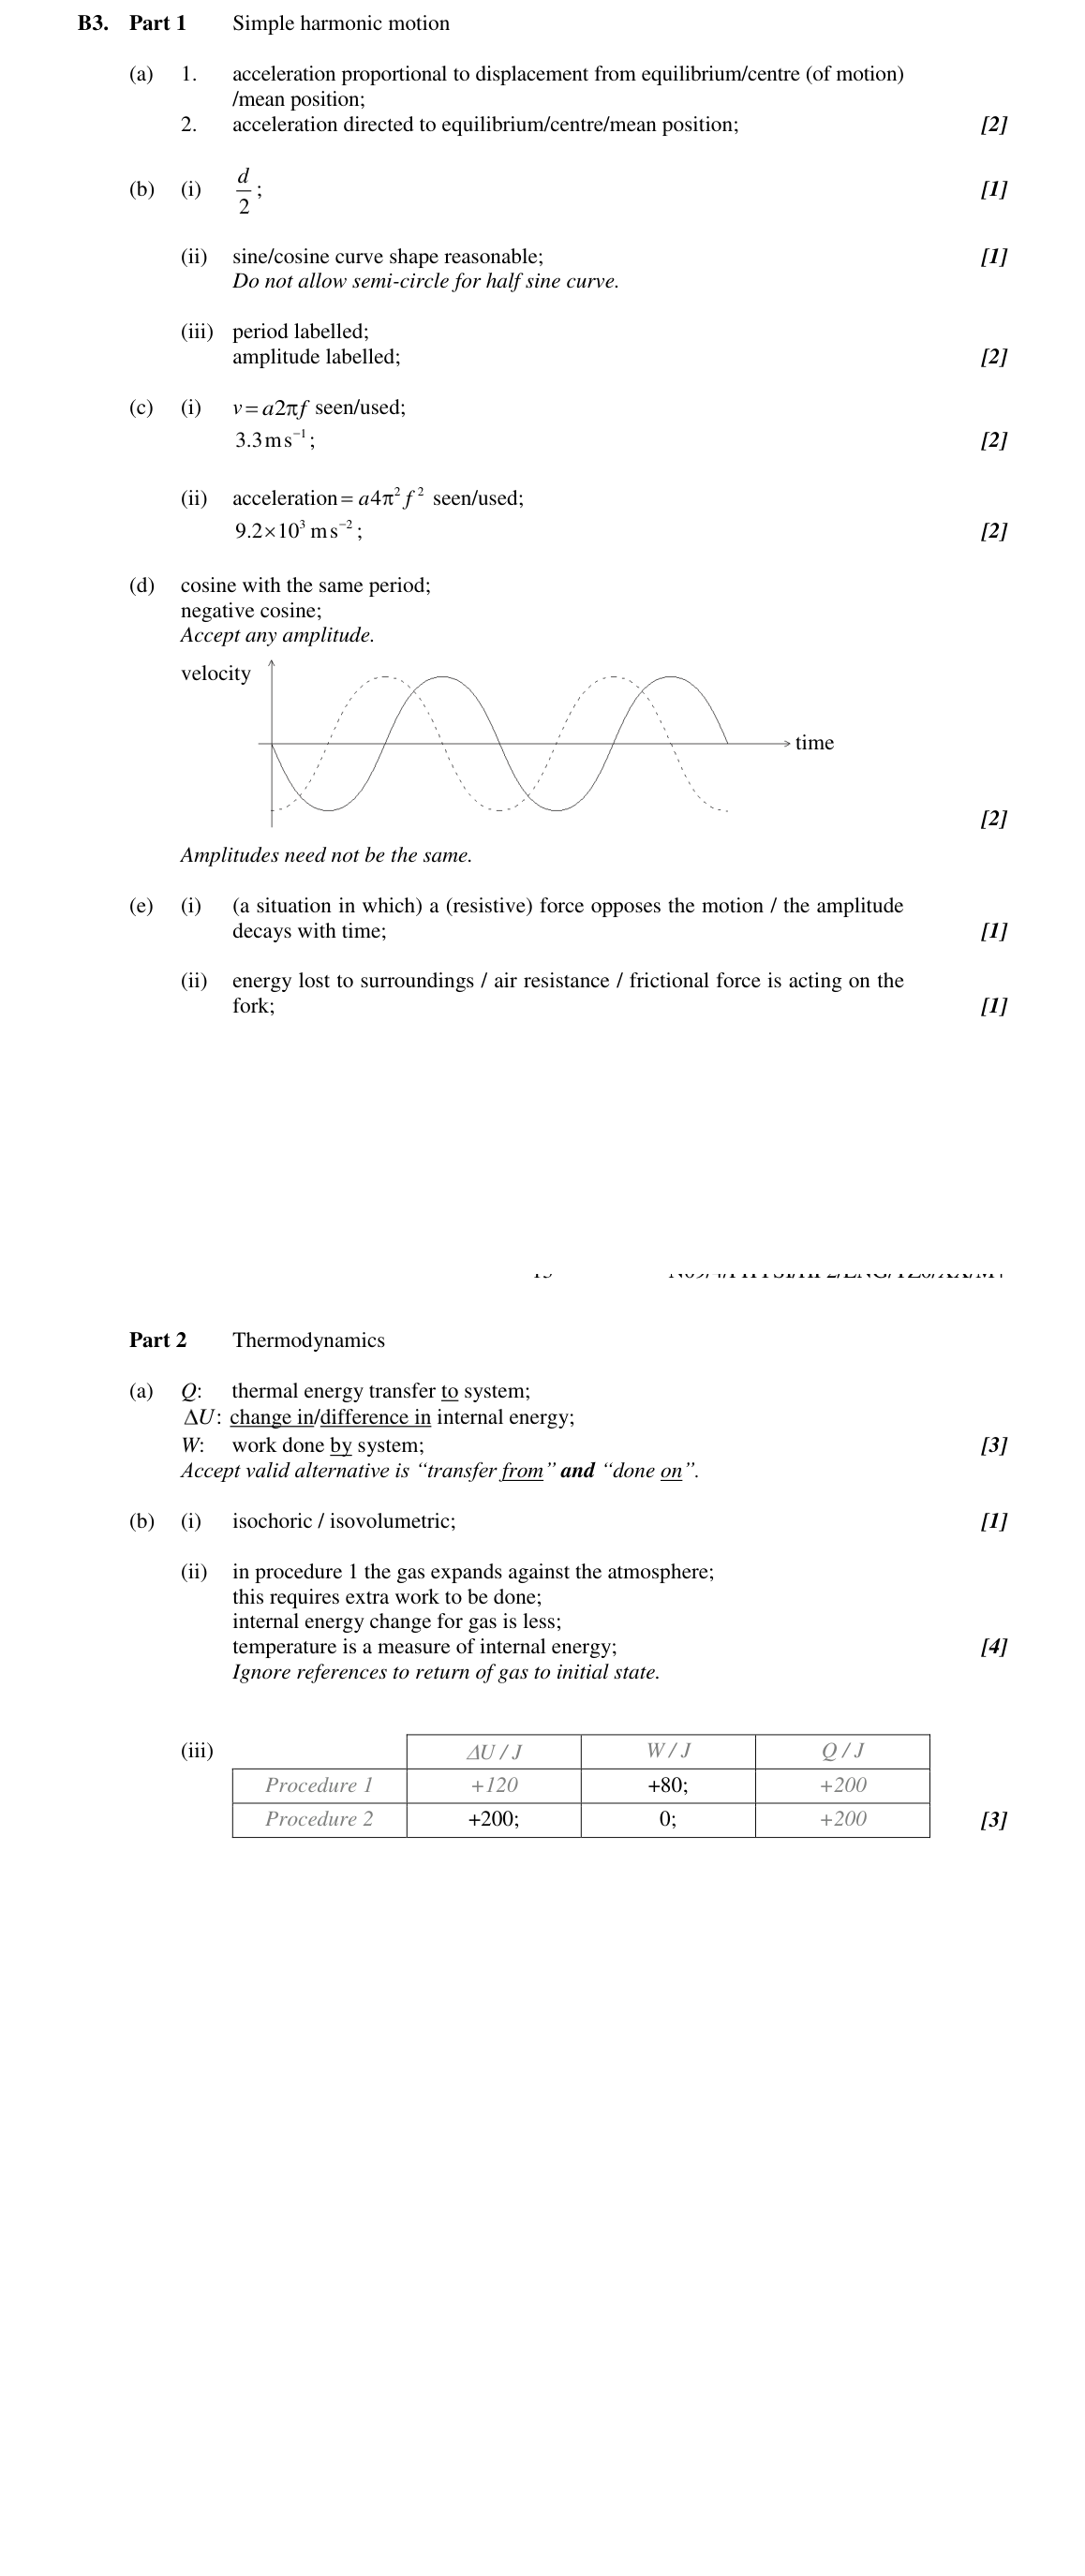 B3. Part 1 Simple harmonic motion
(a) 1. acceleration proportional to displacement from equilibrium/centre (of motion)
/mean position;
2. acceleration directed to equilibrium/centre/mean position; [2]
(b) (i) d/2 ; [1]
(ii) sine/cosine curve shape reasonable; [1]
Do not allow semi-circle for half sine curve.
(iii) period labelled;
amplitude labelled; [2]
(c) (i) v = a2πf seen/used;
3.3 m s⁻¹ ; [2]
(ii) acceleration = a4π² f² seen/used;
9.2×10³ m s⁻² ; [2]
(d) cosine with the same period;
negative cosine;
Accept any amplitude.
velocity
time
[2]
Amplitudes need not be the same.
(e) (i) (a situation in which) a (resistive) force opposes the motion / the amplitude
decays with time; [1]
(ii) energy lost to surroundings / air resistance / frictional force is acting on the
fork; [1]
Part 2 Thermodynamics
(a) Q: thermal energy transfer to system;
ΔU: change in/difference in internal energy;
W: work done by system; [3]
Accept valid alternative is “transfer from” and “done on”.
(b) (i) isochoric / isovolumetric; [1]
(ii) in procedure 1 the gas expands against the atmosphere;
this requires extra work to be done;
internal energy change for gas is less;
temperature is a measure of internal energy; [4]
Ignore references to return of gas to initial state.
(iii) ΔU / J W / J Q / J
Procedure 1 +120 +80; +200
Procedure 2 +200; 0; +200 [3]